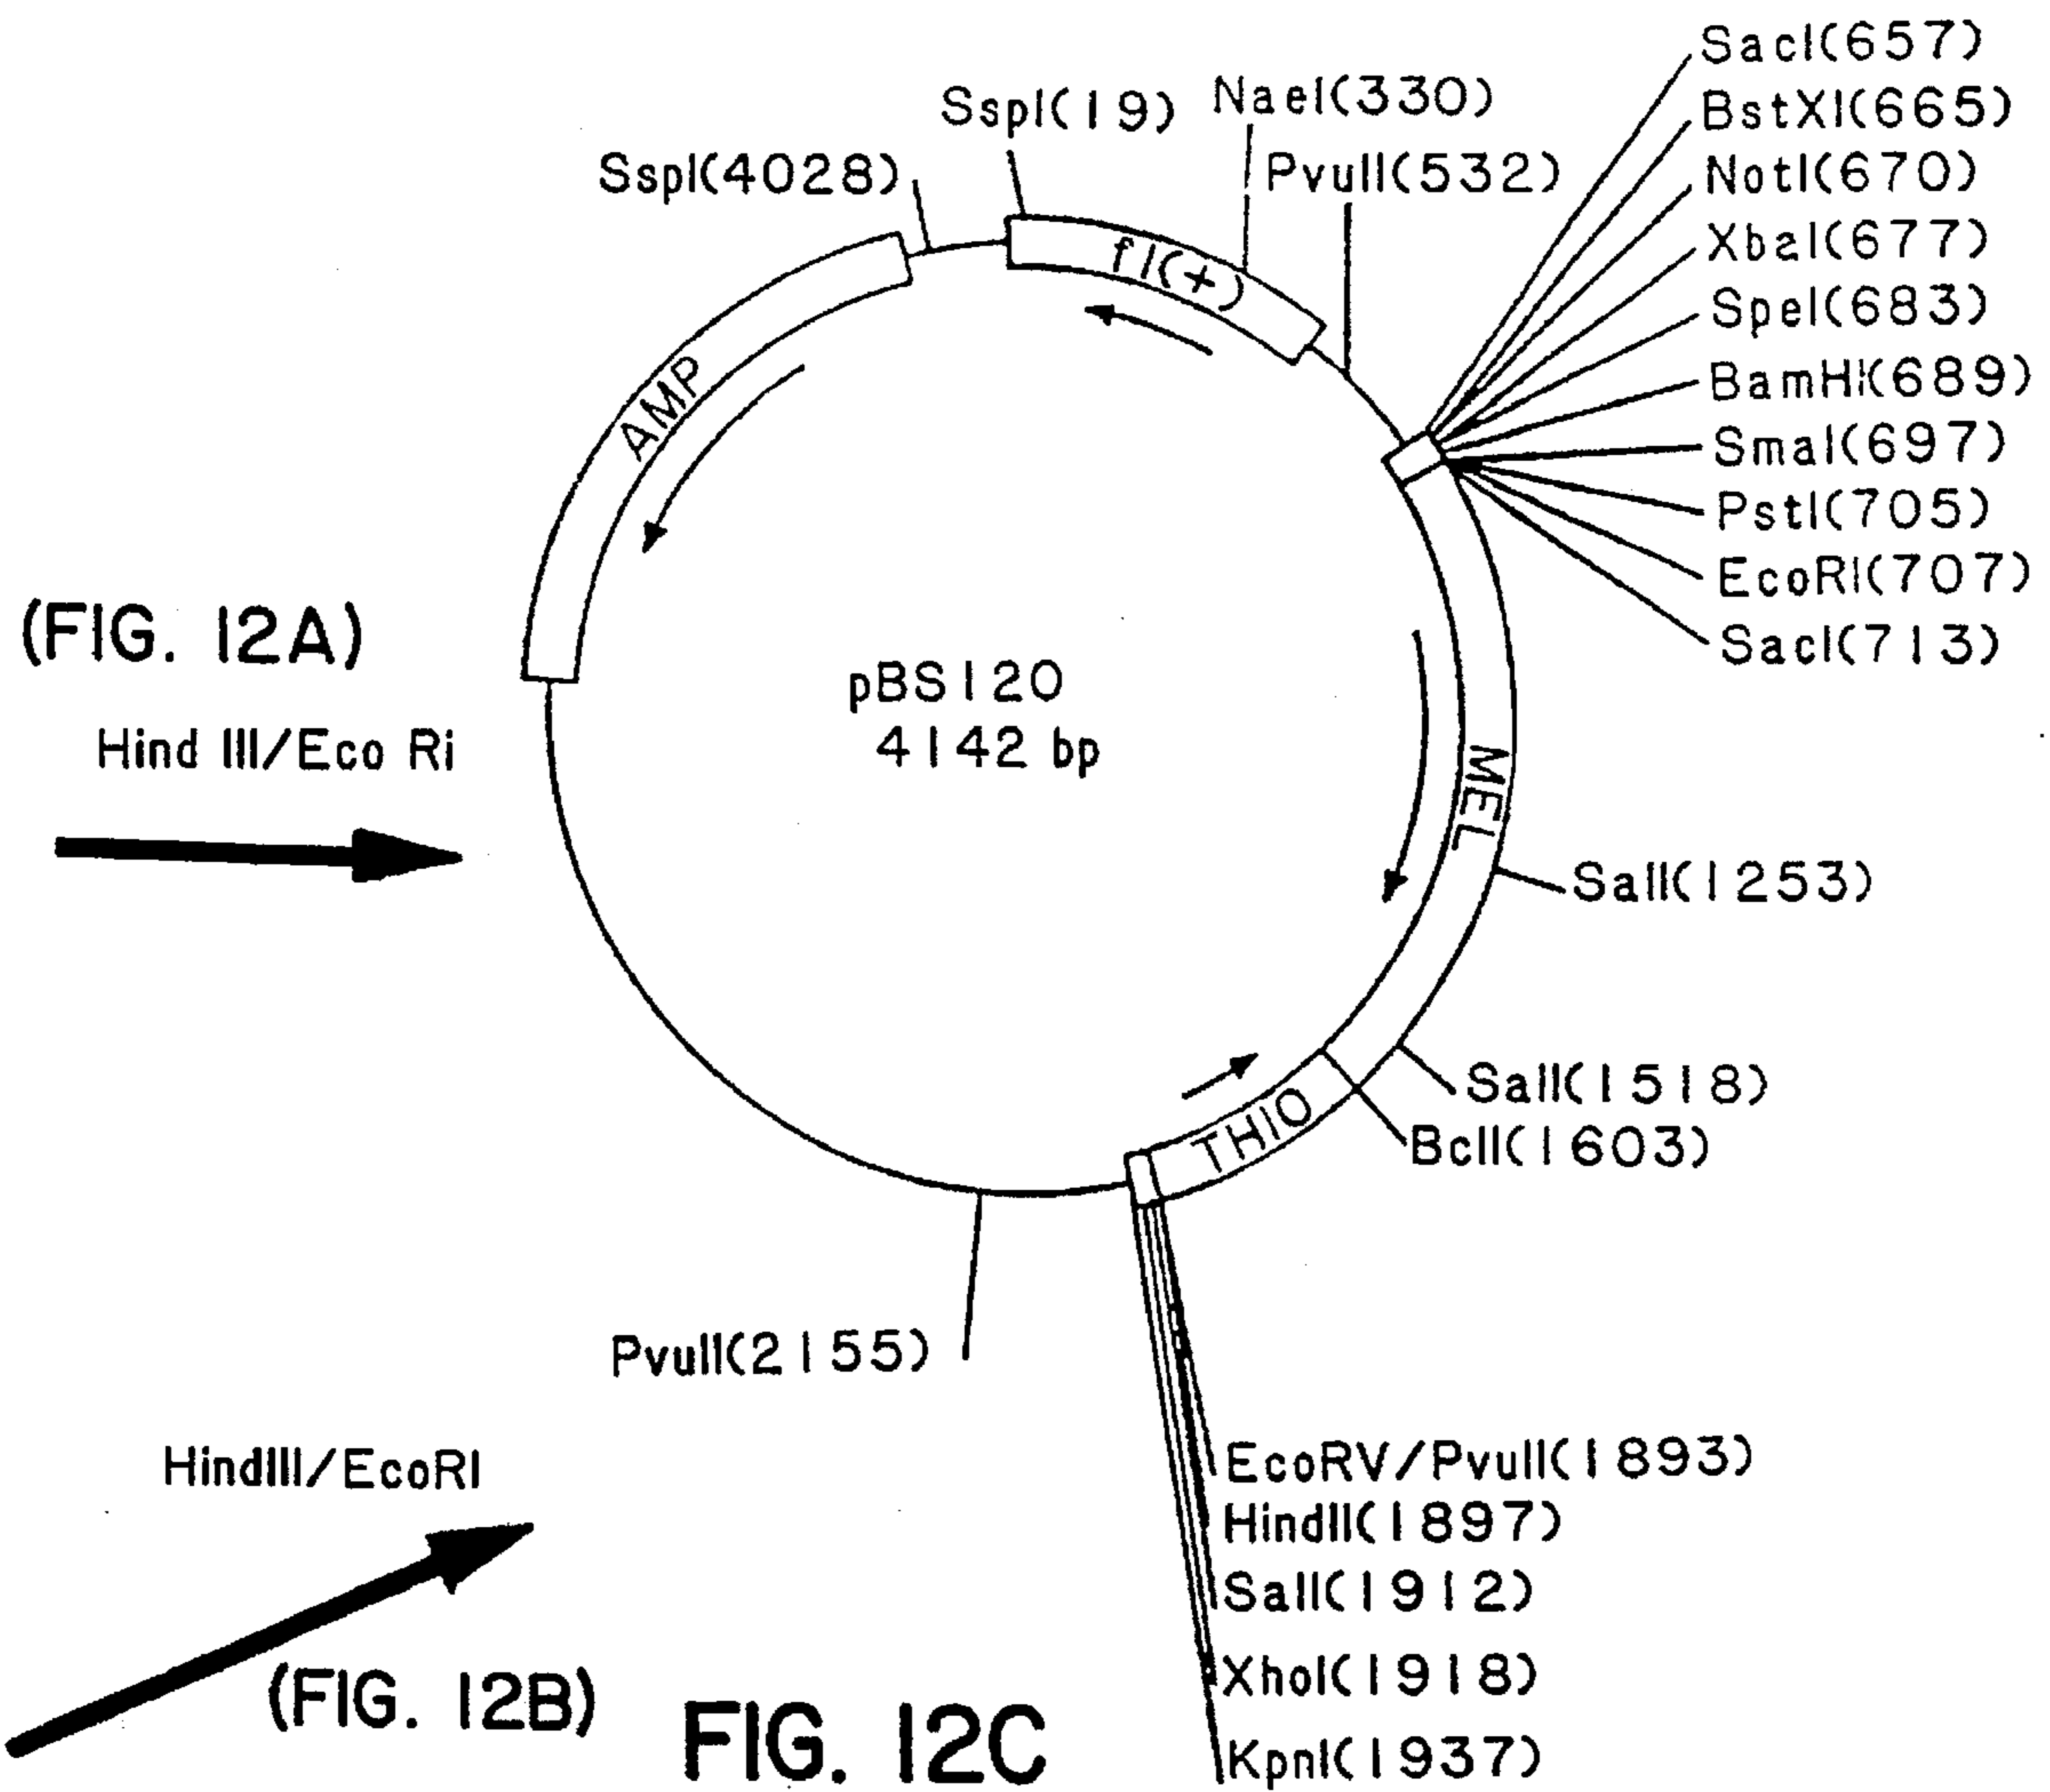 SacI(657)
SspI(19)
NaeI(330)
BstXI(665)
SspI(4028)
PvuII(532)
NotI(670)
XbaI(677)
fI(+)
SpeI(683)
BamHI(689)
AMP
SmaI(697)
PstI(705)
EcoRI(707)
(FIG. 12A)
SacI(713)
pBS120
4142 bp
Hind III/Eco Ri
MEL
SalI(1253)
SalI(1518)
THIO
BclI(1603)
PvuII(2155)
HindIII/EcoRI
EcoRV/PvuII(1893)
HindII(1897)
SalI(1912)
XhoI(1918)
(FIG. 12B)
FIG. 12C
KpnI(1937)